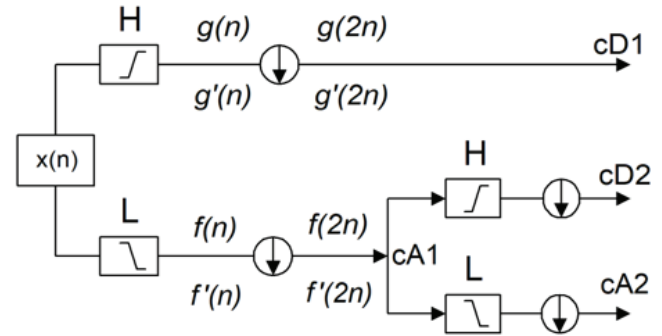 H
g(n) g(2n)
cD1
g'(n) g'(2n)
x(n)
H
cD2
L
f(n) f(2n)
cA1
f'(n) f'(2n)
L
cA2